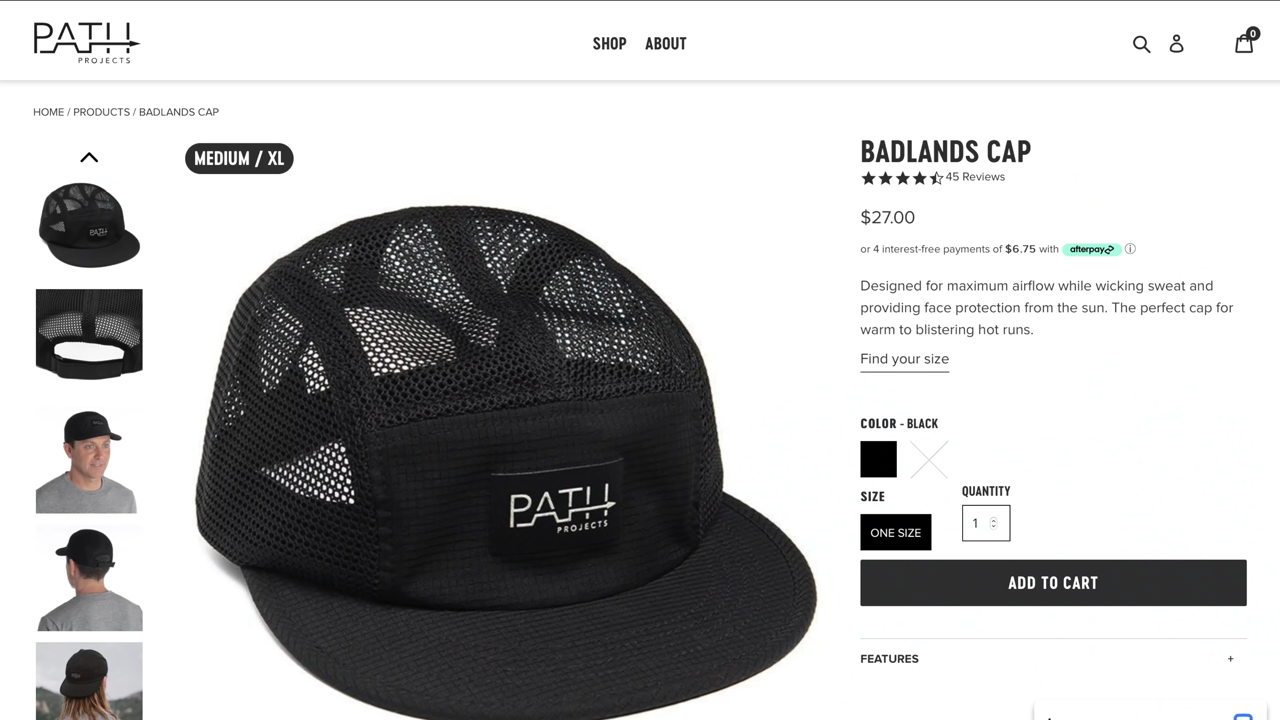 PATH
PROJECTS
SHOP
ABOUT
0
HOME / PRODUCTS / BADLANDS CAP
MEDIUM / XL
PATH
PROJECTS
BADLANDS CAP
45 Reviews
$27.00
or 4 interest-free payments of $6.75 with afterpay
Designed for maximum airflow while wicking sweat and
providing face protection from the sun. The perfect cap for
warm to blistering hot runs.
Find your size
COLOR - BLACK
SIZE
QUANTITY
ONE SIZE
1
ADD TO CART
FEATURES +